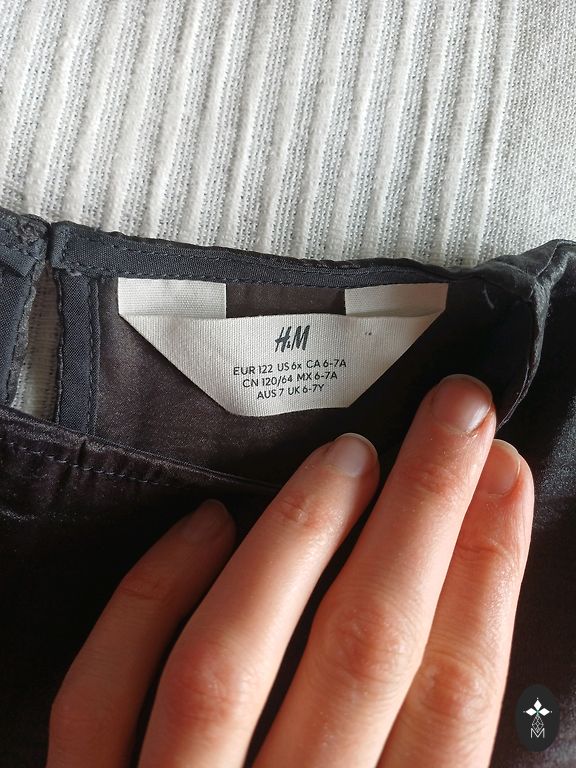 H&M
EUR 122 US 6x CA 6-7A
CN 120/64 MX 6-7A
AUS 7 UK 6-7Y
M